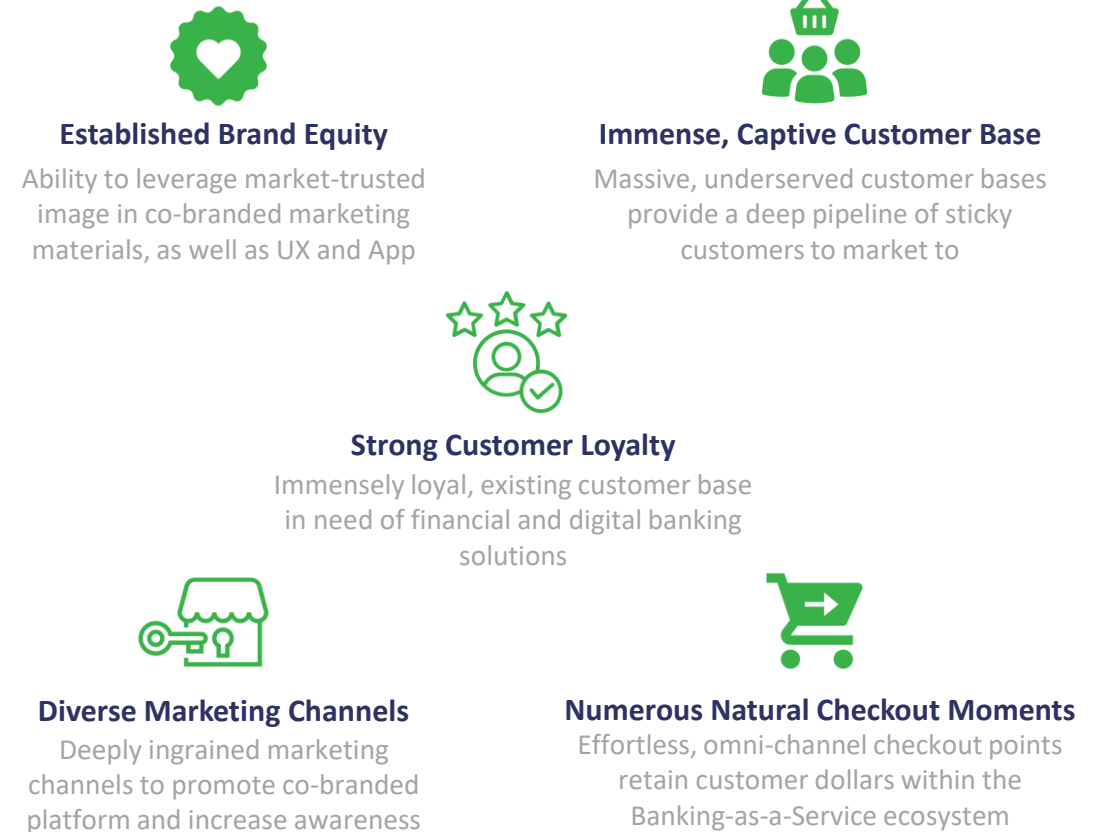 Established Brand Equity
Ability to leverage market-trusted
image in co-branded marketing
materials, as well as UX and App
Immense, Captive Customer Base
Massive, underserved customer bases
provide a deep pipeline of sticky
customers to market to
Strong Customer Loyalty
Immensely loyal, existing customer base
in need of financial and digital banking
solutions
Diverse Marketing Channels
Deeply ingrained marketing
channels to promote co-branded
platform and increase awareness
Numerous Natural Checkout Moments
Effortless, omni-channel checkout points
retain customer dollars within the
Banking-as-a-Service ecosystem